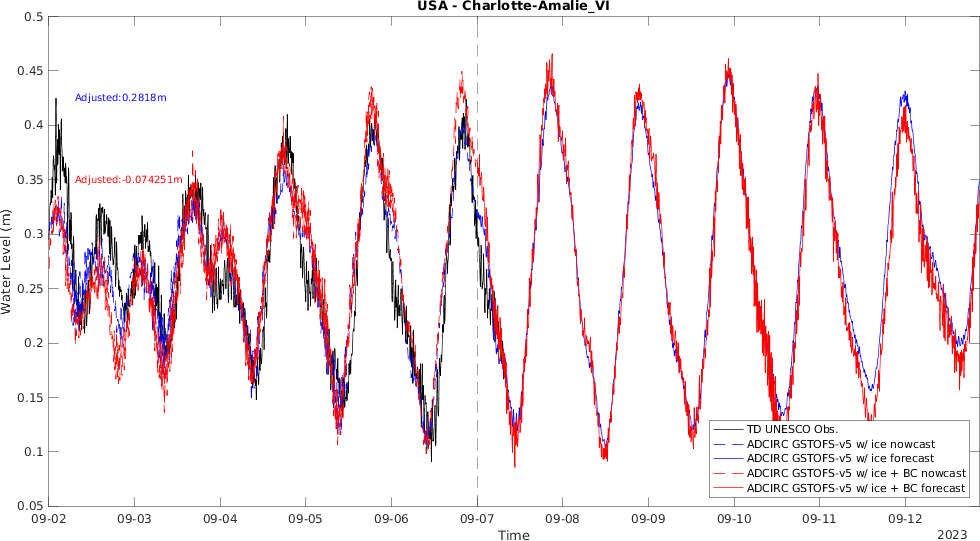 USA - Charlotte-Amalie_VI
0.5
0.45
0.4
0.35
0.3
0.25
0.2
0.15
0.1
0.05
Water Level (m)
Adjusted:0.2818m
Adjusted:-0.074251m
TD UNESCO Obs.
ADCIRC GSTOFS-v5 w/ ice nowcast
ADCIRC GSTOFS-v5 w/ ice forecast
ADCIRC GSTOFS-v5 w/ ice + BC nowcast
ADCIRC GSTOFS-v5 w/ ice + BC forecast
09-02 09-03 09-04 09-05 09-06 09-07 09-08 09-09 09-10 09-11 09-12
Time
2023